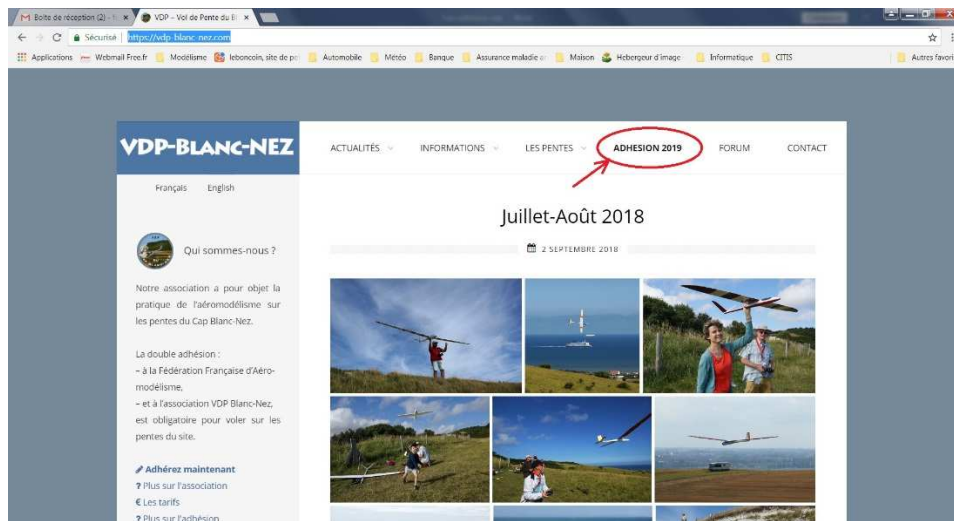 Boîte de réception (2) -
VDP – Vol de Pente du Bl
Sécurisé | https://vdp-blanc-nez.com
Applications Webmail Free.fr Modélisme leboncoin, site de pe Automobile Météo Banque Assurance maladie Maison Hebergeur d'image Informatique CITIS Autres favori
VDP-BLANC-NEZ
ACTUALITÉS INFORMATIONS LES PENTES ADHESION 2019 FORUM CONTACT
Français English
Juillet-Août 2018
2 SEPTEMBRE 2018
Qui sommes-nous ?
Notre association a pour objet la
pratique de l'aéromodélisme sur
les pentes du Cap Blanc-Nez.
La double adhésion :
– à la Fédération Française d'Aéro-
modélisme,
– et à l'association VDP Blanc-Nez,
est obligatoire pour voler sur les
pentes du site.
Adhérez maintenant
? Plus sur l'association
€ Les tarifs
? Plus sur l'adhésion